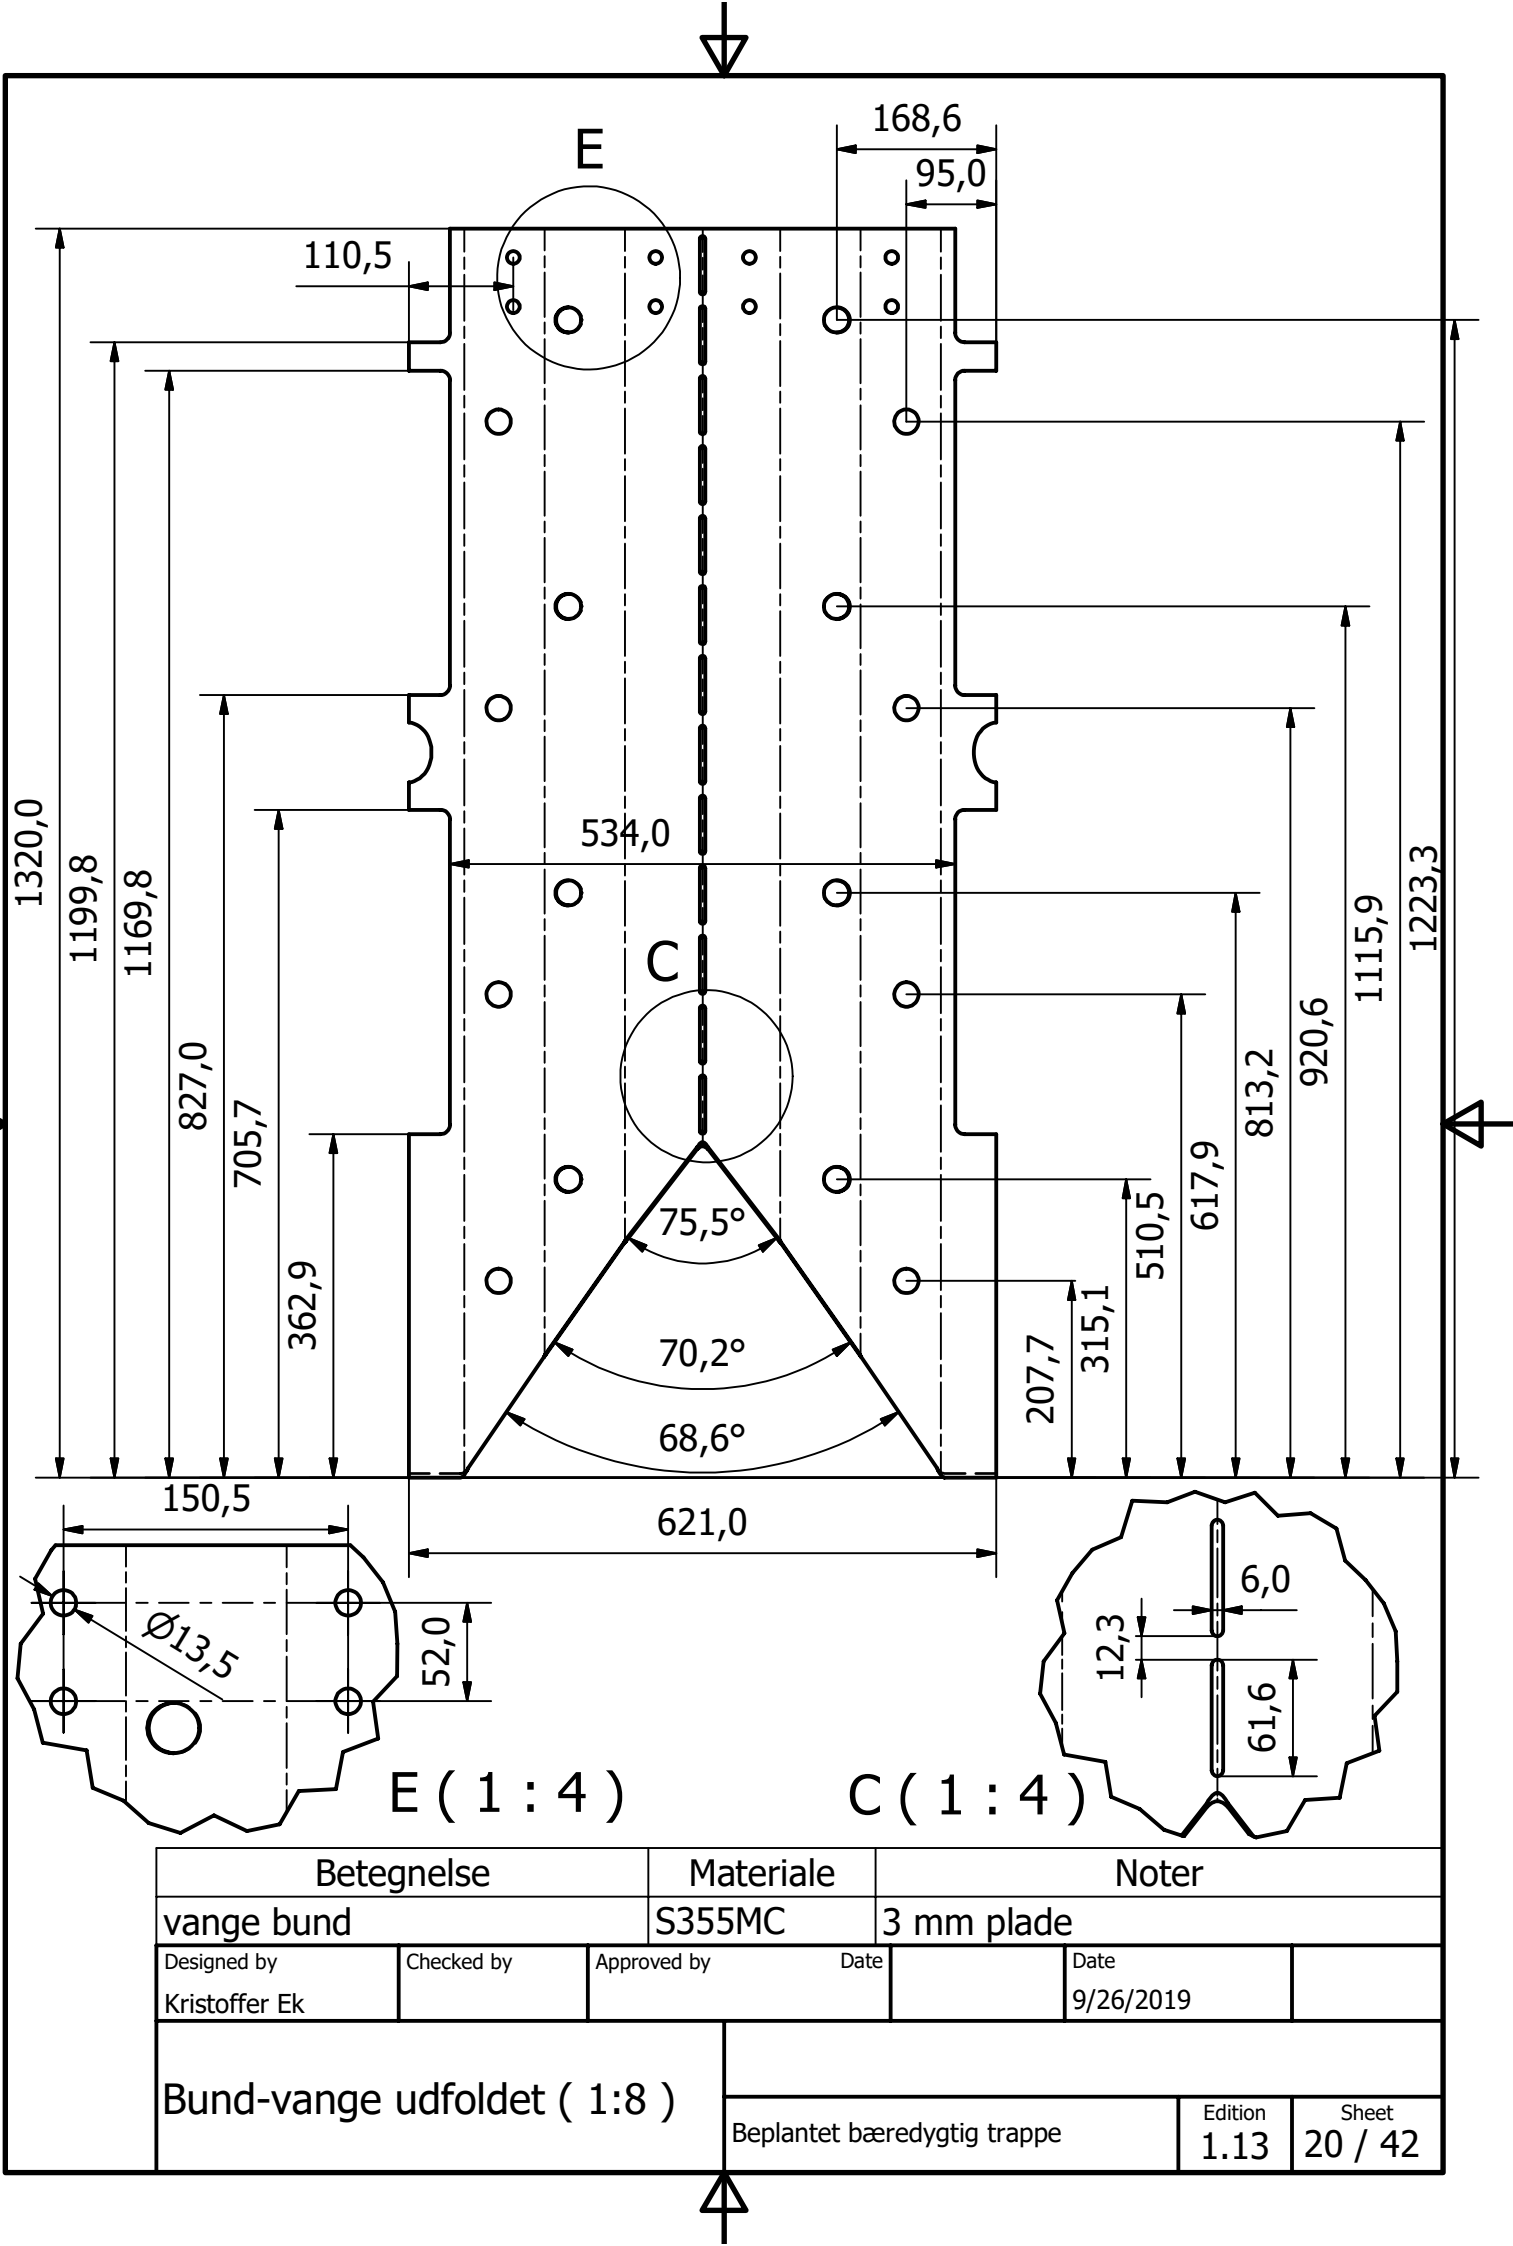 168,6
E
95,0
110,5
534,0
C
1320,0
1199,8
1169,8
827,0
705,7
362,9
1223,3
1115,9
920,6
813,2
617,9
510,5
315,1
207,7
75,5°
70,2°
68,6°
150,5
621,0
Ø13,5
52,0
6,0
12,3
61,6
E ( 1 : 4 )
C ( 1 : 4 )
Betegnelse Materiale Noter
vange bund S355MC 3 mm plade
Designed by Checked by Approved by Date Date
Kristoffer Ek 9/26/2019
Bund-vange udfoldet ( 1:8 )
Beplantet bæredygtig trappe
Edition
1.13
Sheet
20 / 42